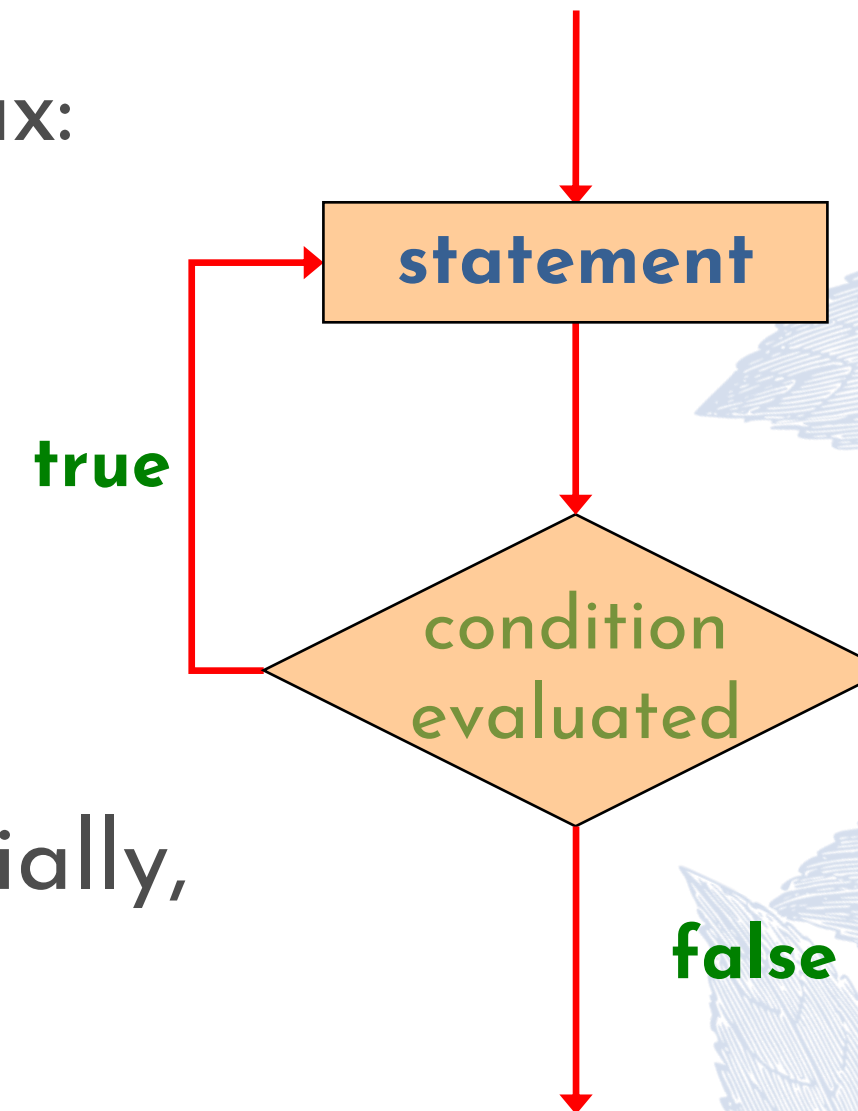 ax:
statement
true
condition
evaluated
ially,
false